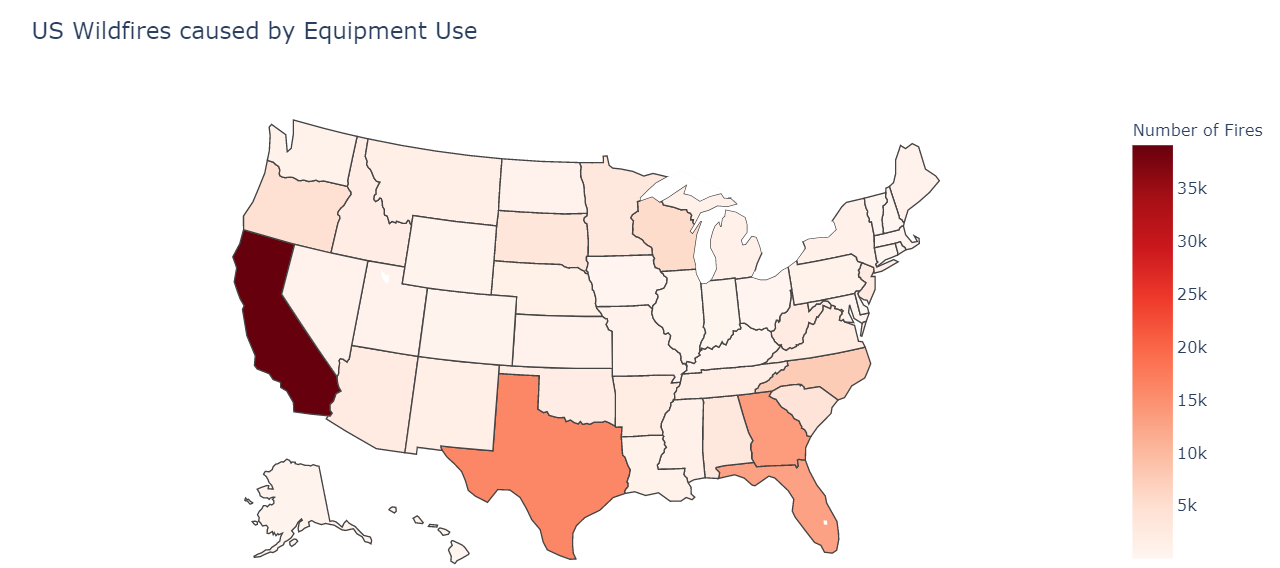 US Wildfires caused by Equipment Use
Number of Fires
35k
30k
25k
20k
15k
10k
5k